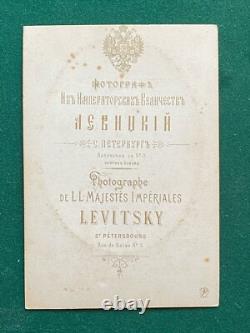 Фотографъ
Ихъ Императорскихъ Величествъ
ЛЕВИЦКІЙ
С. ПЕТЕРБУРГЪ
Photographe
DE LL MAJESTÉS IMPÉRIALES
LEVITSKY
St PÉTERSBOURG